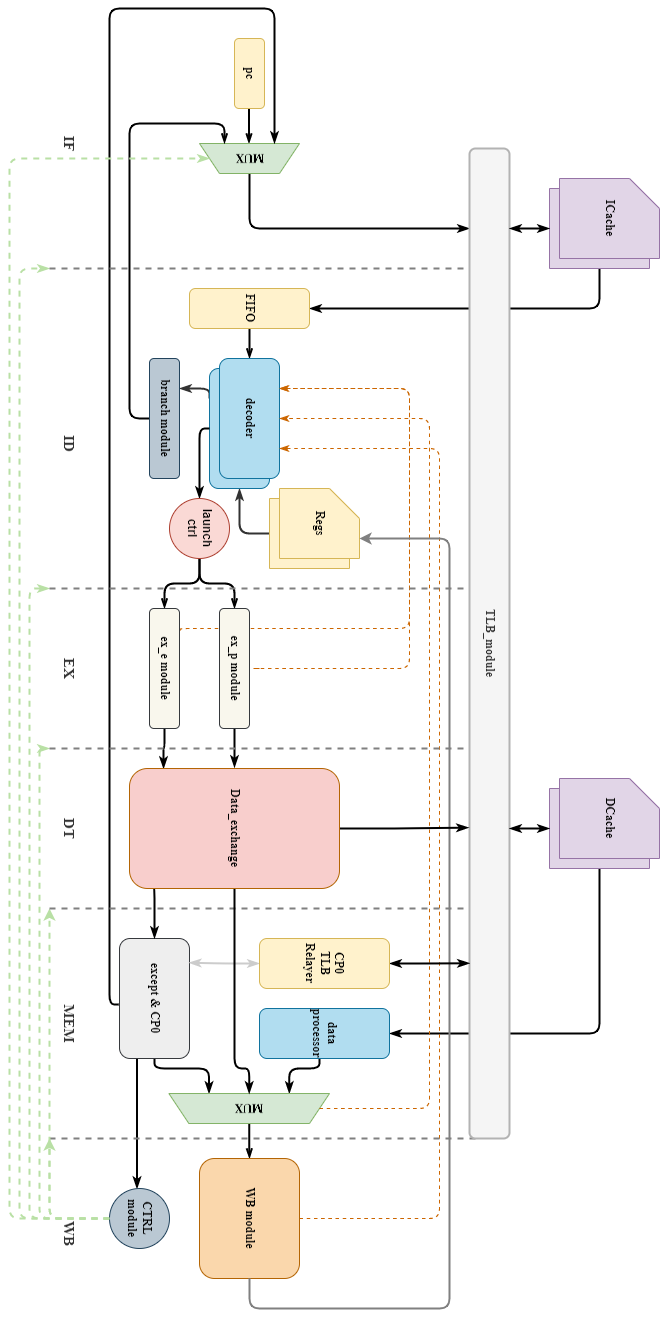 pc
MUX
IF
ICache
FIFO
decoder
branch module
ID
launch
ctrl
Regs
TLB_module
ex_p module
ex_e module
EX
DCache
Data_exchange
DT
CP0
TLB
Relayer
except & CP0
data
processor
MEM
MUX
CTRL
module
WB module
WB